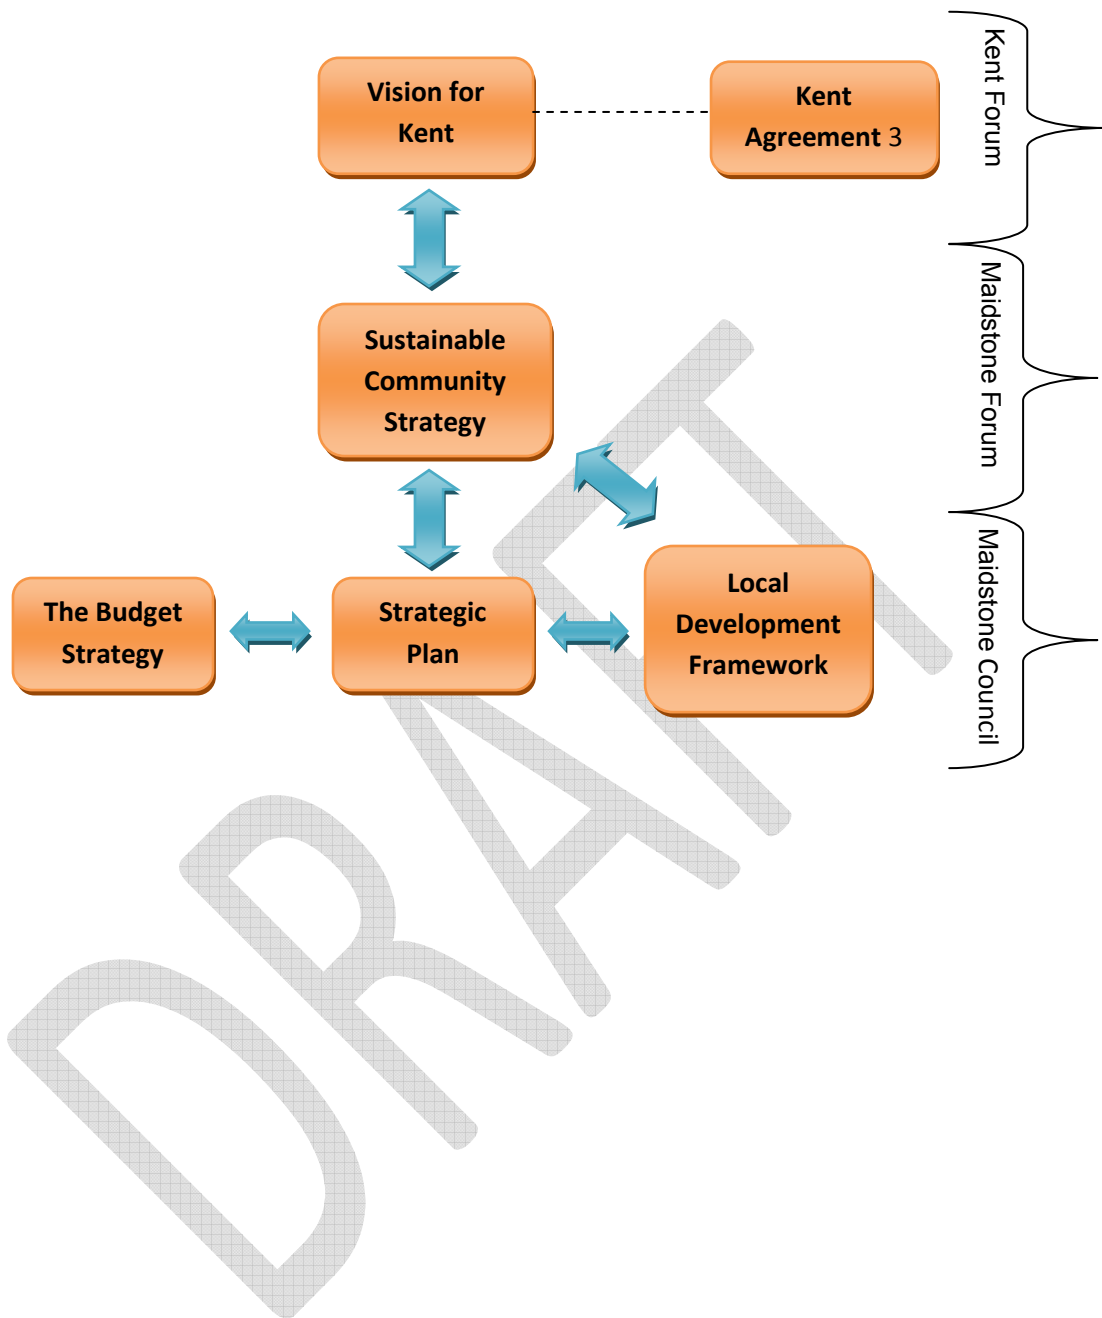 Vision for
Kent
Kent
Agreement 3
Kent Forum
Sustainable
Community
Strategy
Maidstone Forum
The Budget
Strategy
Strategic
Plan
Local
Development
Framework
Maidstone Council
DRAFT